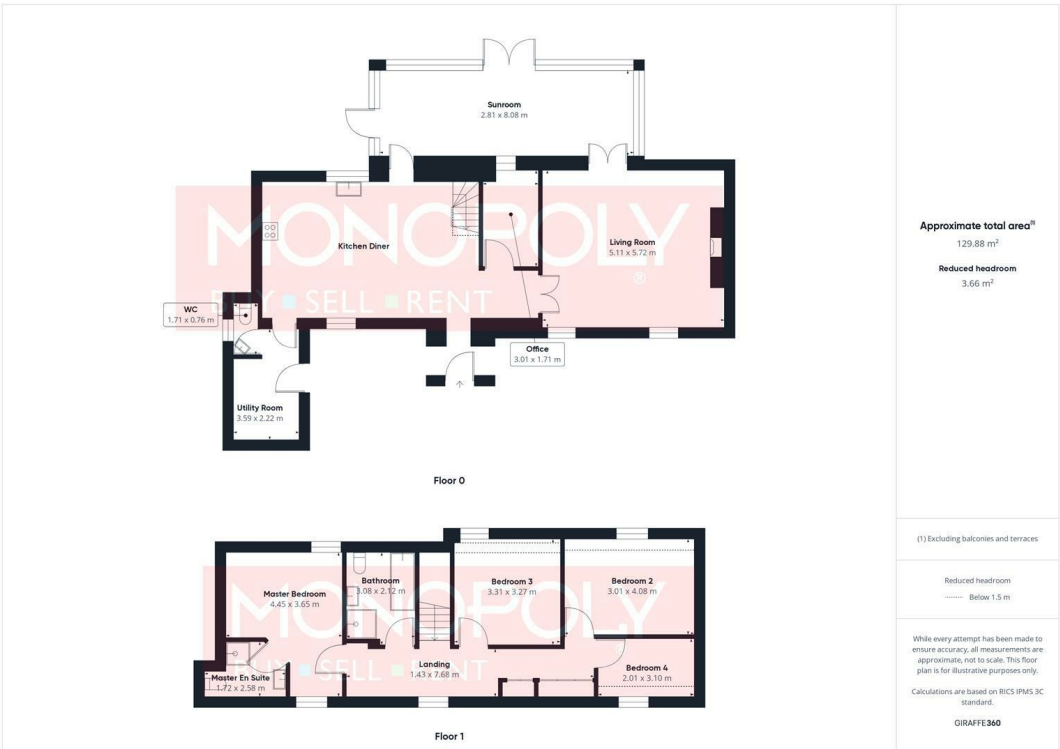 Sunroom
2.81 x 8.08 m
MONOPOLY
®
BUY SELL RENT
Kitchen Diner
Living Room
5.11 x 5.72 m
WC
1.71 x 0.76 m
Office
3.01 x 1.71 m
Utility Room
3.59 x 2.22 m
Floor 0
MONOPOLY
BUY SELL RENT
Master Bedroom
4.45 x 3.65 m
Bathroom
3.08 x 2.12 m
Bedroom 3
3.31 x 3.27 m
Bedroom 2
3.01 x 4.08 m
Landing
1.43 x 7.68 m
Master En Suite
1.72 x 2.58 m
Bedroom 4
2.01 x 3.10 m
Floor 1
Approximate total area(1)
129.88 m²
Reduced headroom
3.66 m²
(1) Excluding balconies and terraces
Reduced headroom
Below 1.5 m
While every attempt has been made to
ensure accuracy, all measurements are
approximate, not to scale. This floor
plan is for illustrative purposes only.
Calculations are based on RICS IPMS 3C
standard.
GIRAFFE360